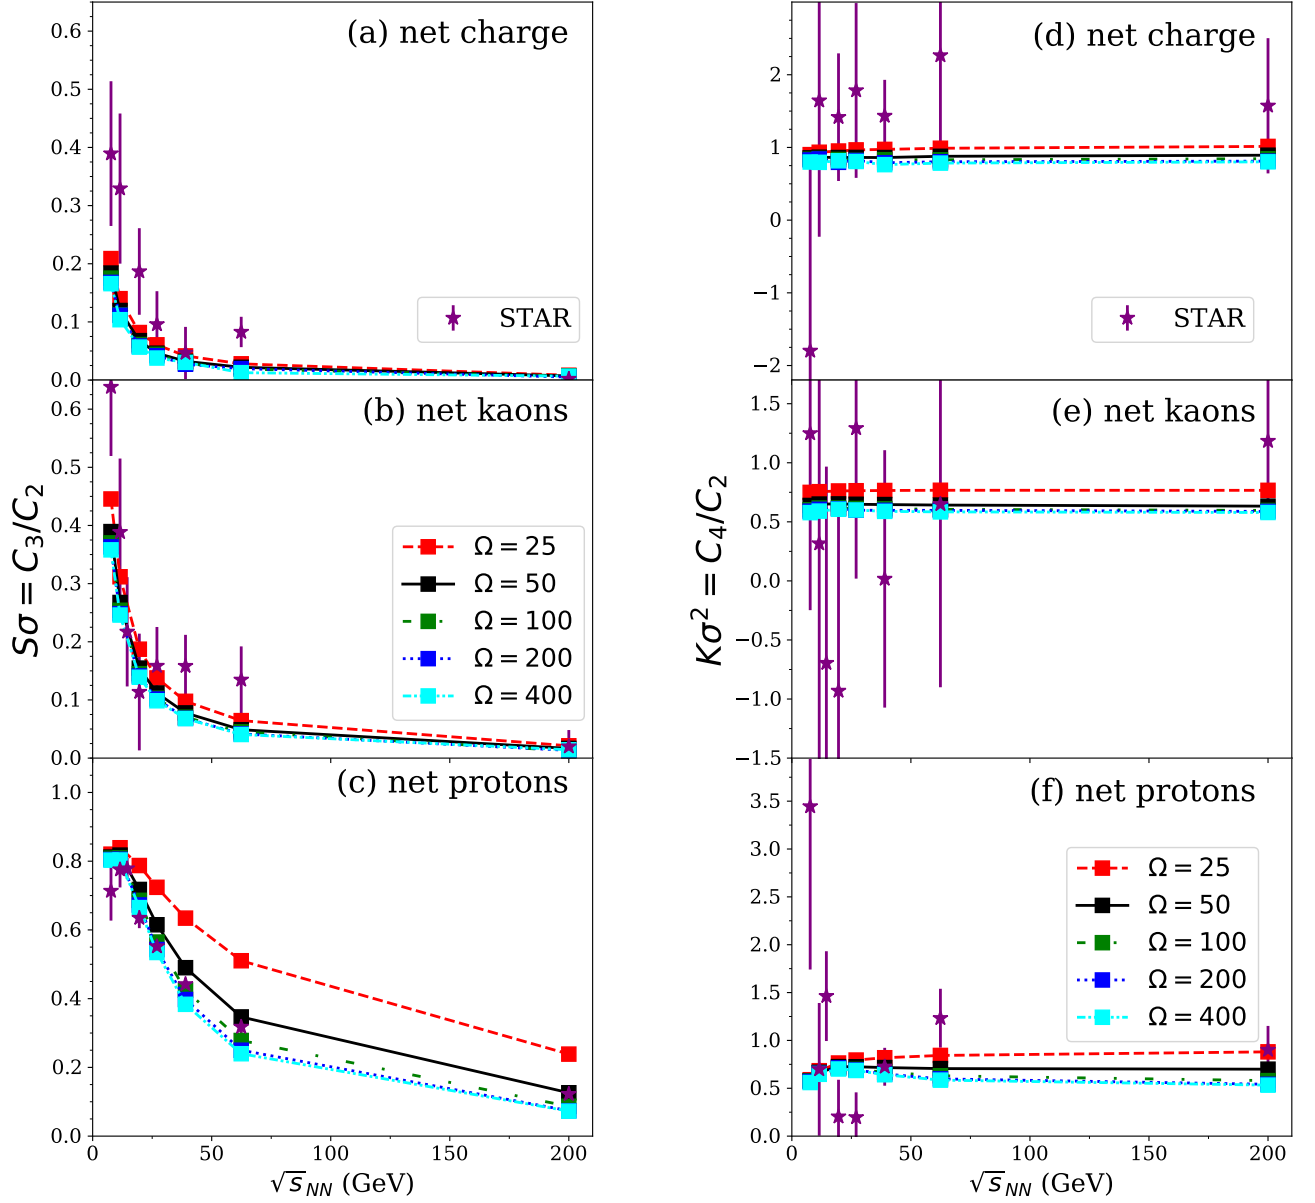 (a) net charge
0.6
0.5
0.4
0.3
0.2
0.1
0.0
STAR
(b) net kaons
0.6
0.5
0.4
0.3
0.2
0.1
0.0
Sσ = C₃/C₂
Ω = 25
Ω = 50
Ω = 100
Ω = 200
Ω = 400
(c) net protons
1.0
0.8
0.6
0.4
0.2
0.0
0 50 100 150 200
√s_NN (GeV)
(d) net charge
2
1
0
−1
−2
STAR
(e) net kaons
1.5
1.0
0.5
0.0
−0.5
−1.0
−1.5
Kσ² = C₄/C₂
(f) net protons
3.5
3.0
2.5
2.0
1.5
1.0
0.5
0.0
Ω = 25
Ω = 50
Ω = 100
Ω = 200
Ω = 400
0 50 100 150 200
√s_NN (GeV)